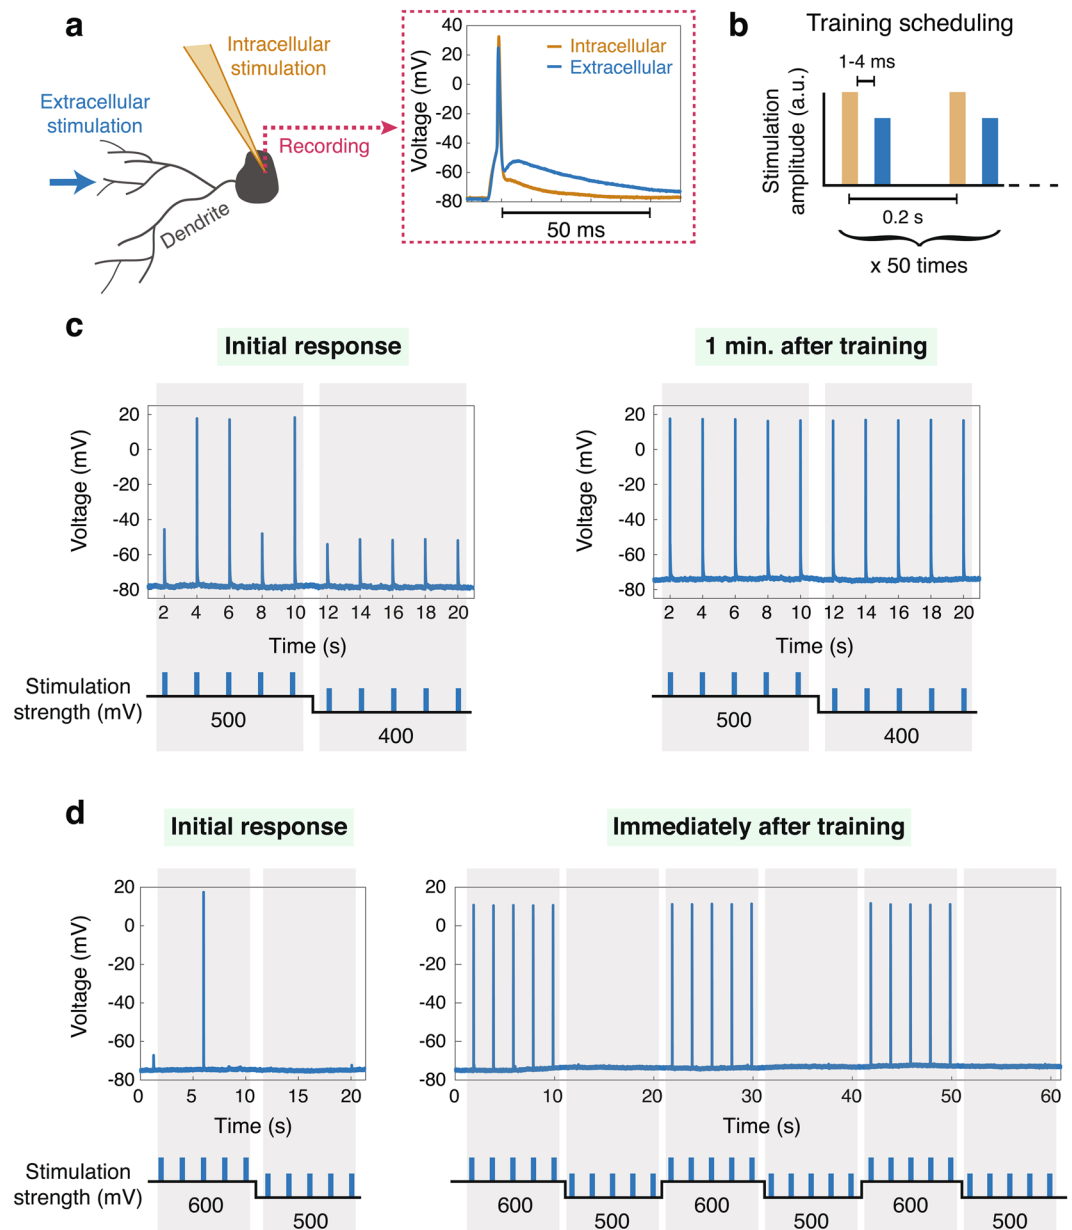 a
Extracellular
stimulation
Intracellular
stimulation
Recording
Dendrite
Voltage (mV)
40
20
0
-20
-40
-60
-80
Intracellular
Extracellular
50 ms
b
Training scheduling
1-4 ms
Stimulation
amplitude (a.u.)
0.2 s
x 50 times
c
Initial response
Voltage (mV)
20
0
-20
-40
-60
-80
2 4 6 8 10 12 14 16 18 20
Time (s)
Stimulation
strength (mV)
500
400
1 min. after training
Voltage (mV)
20
0
-20
-40
-60
-80
2 4 6 8 10 12 14 16 18 20
Time (s)
500
400
d
Initial response
Voltage (mV)
20
0
-20
-40
-60
-80
0 5 10 15 20
Time (s)
Stimulation
strength (mV)
600
500
Immediately after training
Voltage (mV)
20
0
-20
-40
-60
-80
0 10 20 30 40 50 60
Time (s)
600
500
600
500
600
500